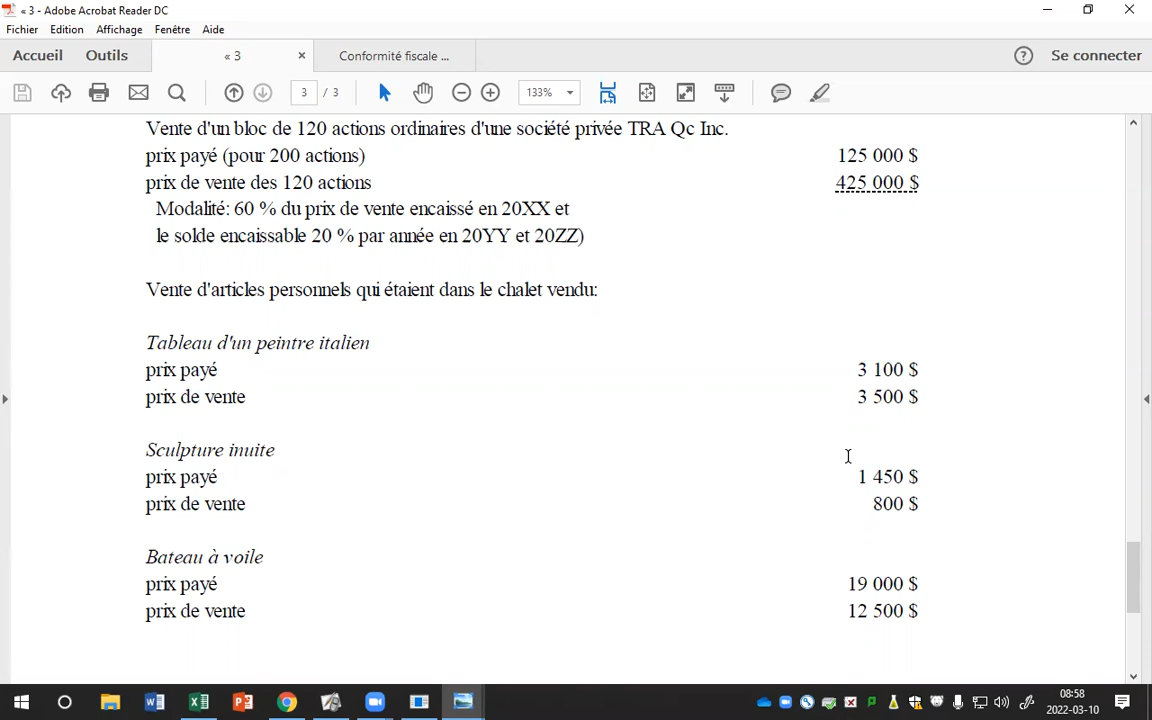 « 3 - Adobe Acrobat Reader DC
Fichier Edition Affichage Fenêtre Aide
Accueil Outils « 3 × Conformité fiscale ... ? Se connecter
3 / 3 133%
Vente d'un bloc de 120 actions ordinaires d'une société privée TRA Qc Inc.
prix payé (pour 200 actions) 125 000 $
prix de vente des 120 actions 425 000 $
Modalité: 60 % du prix de vente encaissé en 20XX et
le solde encaissable 20 % par année en 20YY et 20ZZ)
Vente d'articles personnels qui étaient dans le chalet vendu:
Tableau d'un peintre italien
prix payé 3 100 $
prix de vente 3 500 $
Sculpture inuite
prix payé 1 450 $
prix de vente 800 $
Bateau à voile
prix payé 19 000 $
prix de vente 12 500 $
08:58
2022-03-10